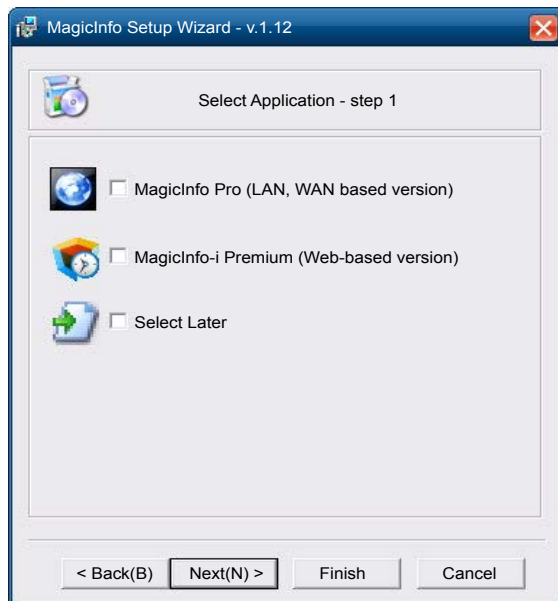 MagicInfo Setup Wizard - v.1.12
Select Application - step 1
MagicInfo Pro (LAN, WAN based version)
MagicInfo-i Premium (Web-based version)
Select Later
< Back(B) Next(N) > Finish Cancel